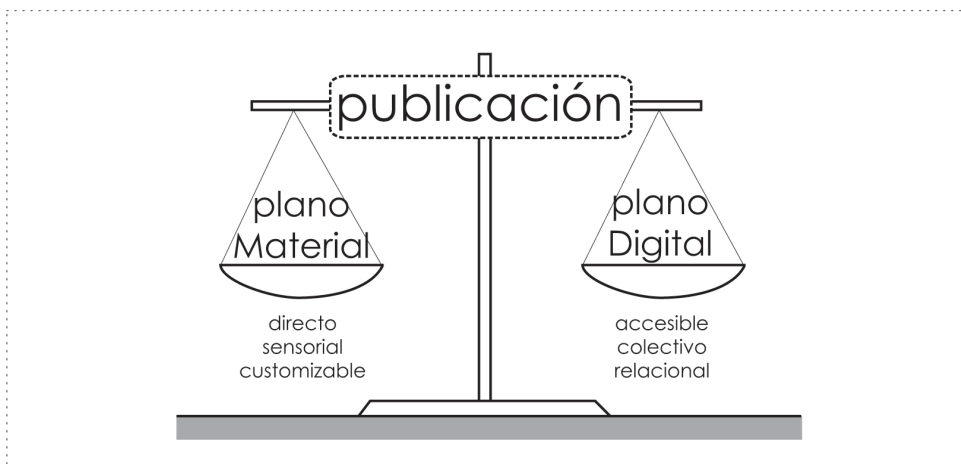 publicación
plano
Material
plano
Digital
directo
sensorial
customizable
accesible
colectivo
relacional